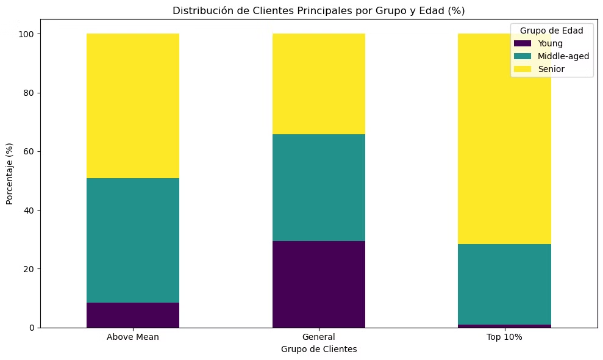 Distribución de Clientes Principales por Grupo y Edad (%)
Grupo de Edad
Young
Middle-aged
Senior
100
80
60
40
20
0
Porcentaje (%)
Above Mean
General
Top 10%
Grupo de Clientes